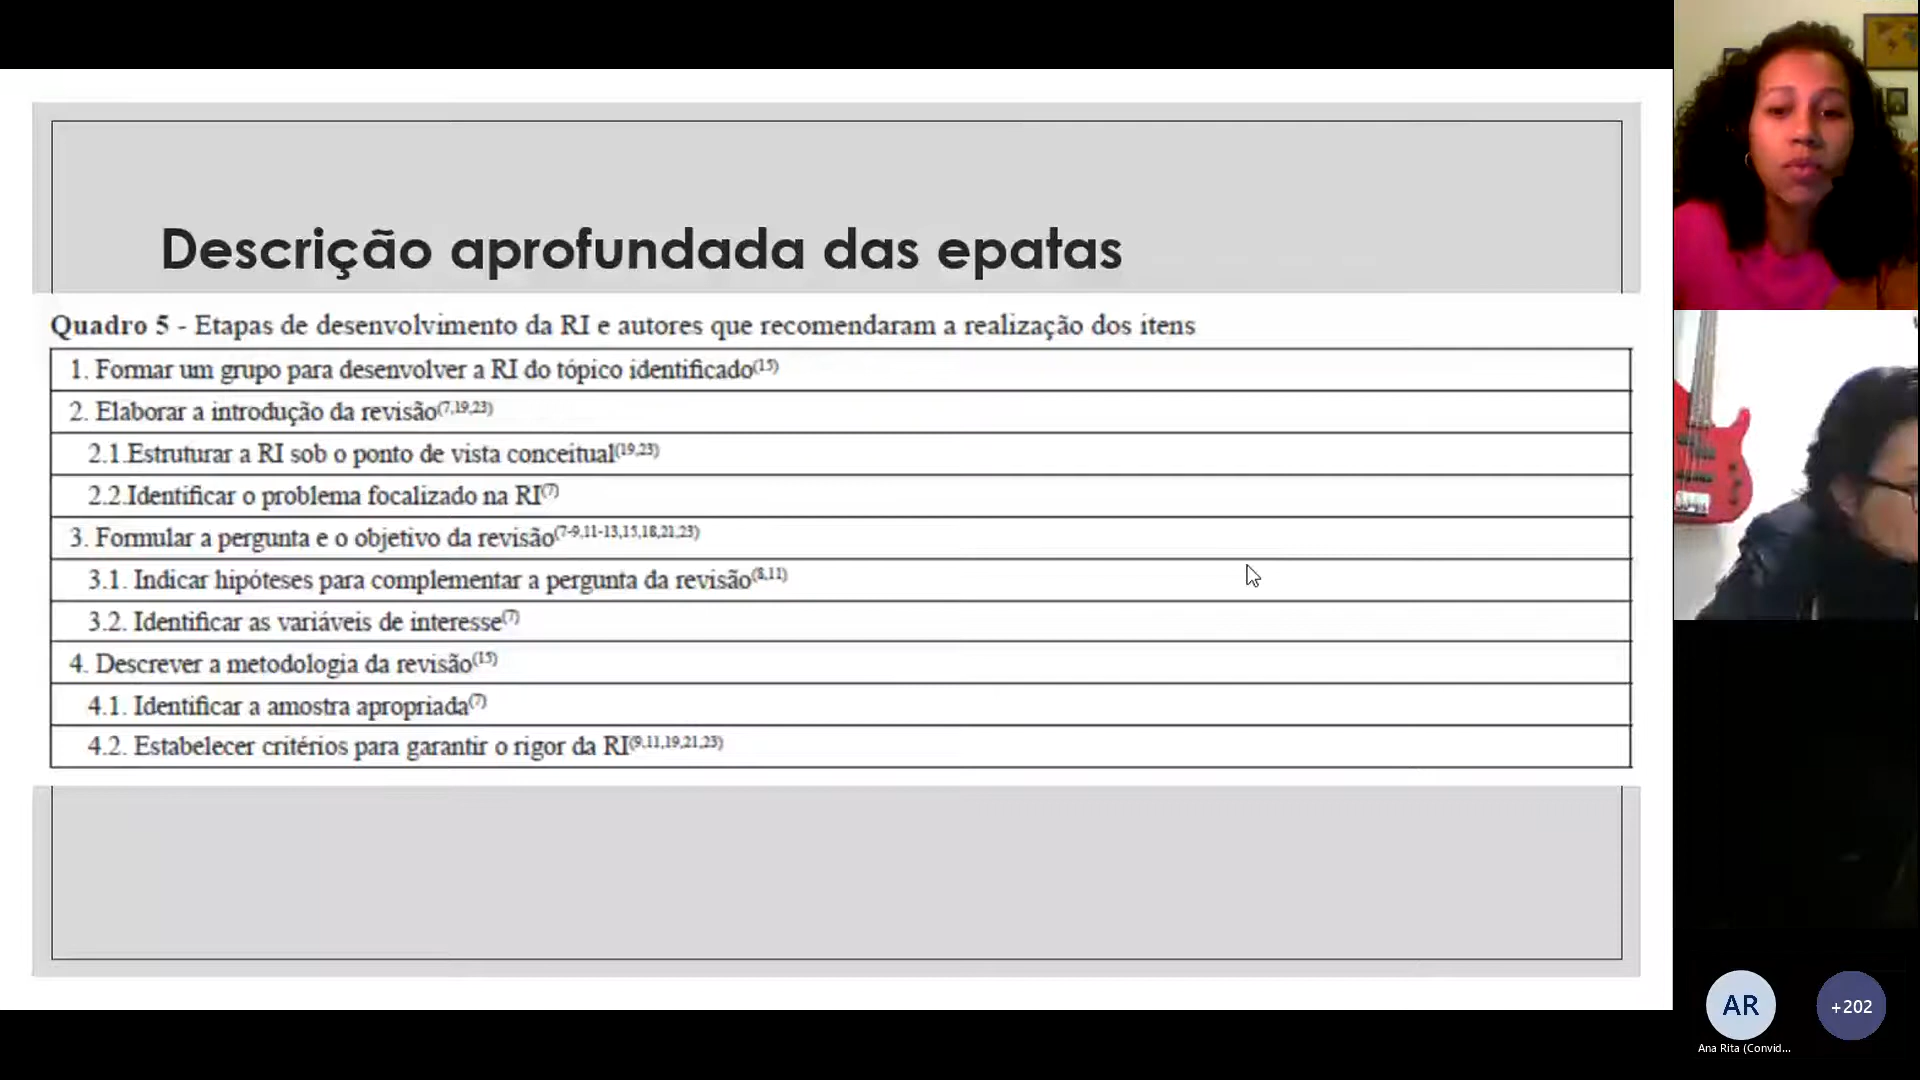 Descrição aprofundada das epatas
Quadro 5 - Etapas de desenvolvimento da RI e autores que recomendaram a realização dos itens
1. Formar um grupo para desenvolver a RI do tópico identificado(15)
2. Elaborar a introdução da revisão(7,19,23)
2.1.Estruturar a RI sob o ponto de vista conceitual(19,23)
2.2.Identificar o problema focalizado na RI(7)
3. Formular a pergunta e o objetivo da revisão(7-9,11-13,15,18,21,23)
3.1. Indicar hipóteses para complementar a pergunta da revisão(8,11)
3.2. Identificar as variáveis de interesse(7)
4. Descrever a metodologia da revisão(15)
4.1. Identificar a amostra apropriada(7)
4.2. Estabelecer critérios para garantir o rigor da RI(9,11,19,21,23)
AR
+202
Ana Rita (Convid...